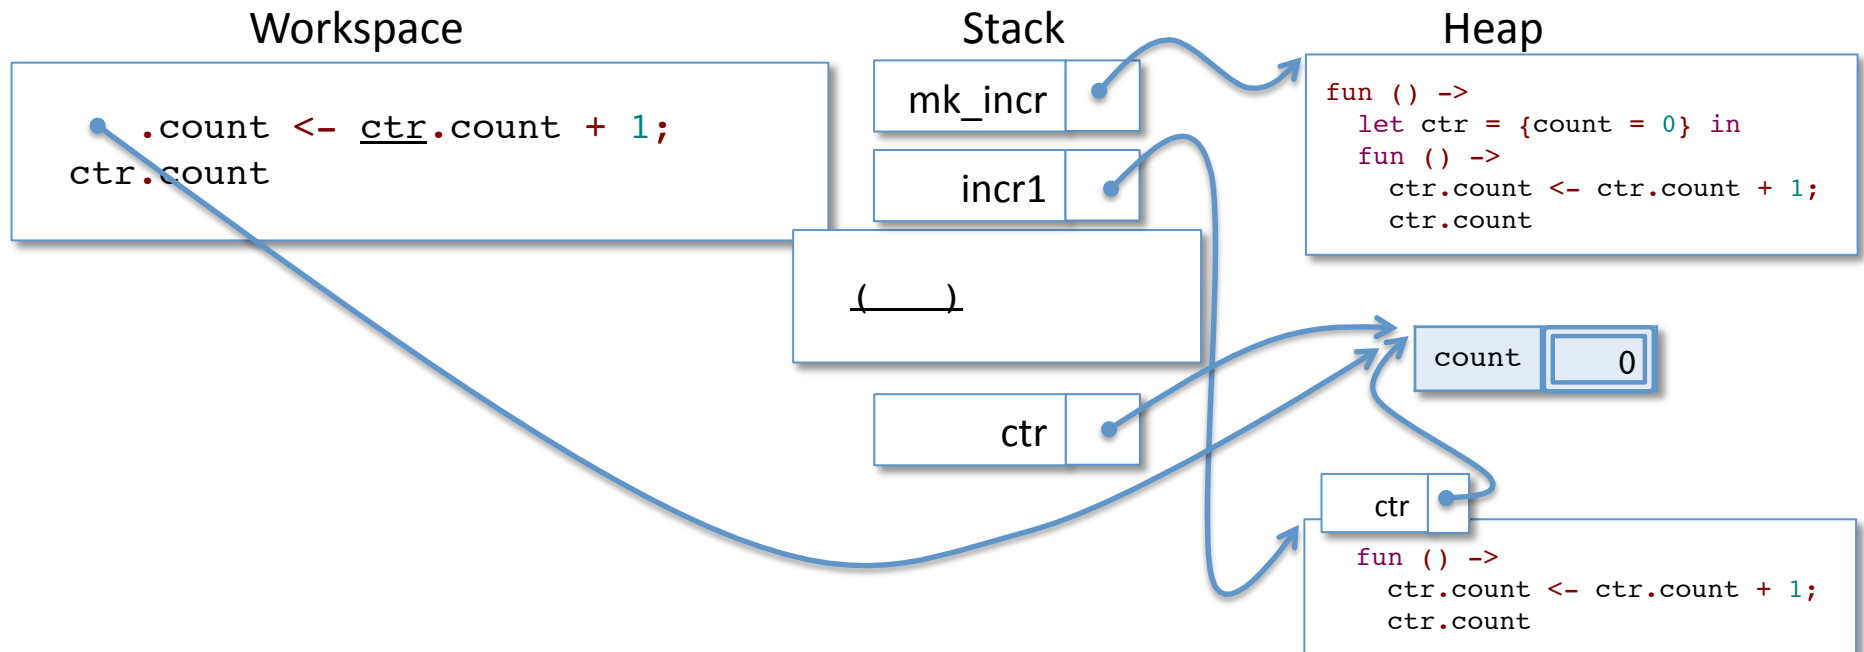 Workspace
Stack
Heap
.count <- ctr.count + 1;
ctr.count
mk_incr
incr1
(    )
ctr
fun () ->
let ctr = {count = 0} in
fun () ->
ctr.count <- ctr.count + 1;
ctr.count
count 0
ctr
fun () ->
ctr.count <- ctr.count + 1;
ctr.count